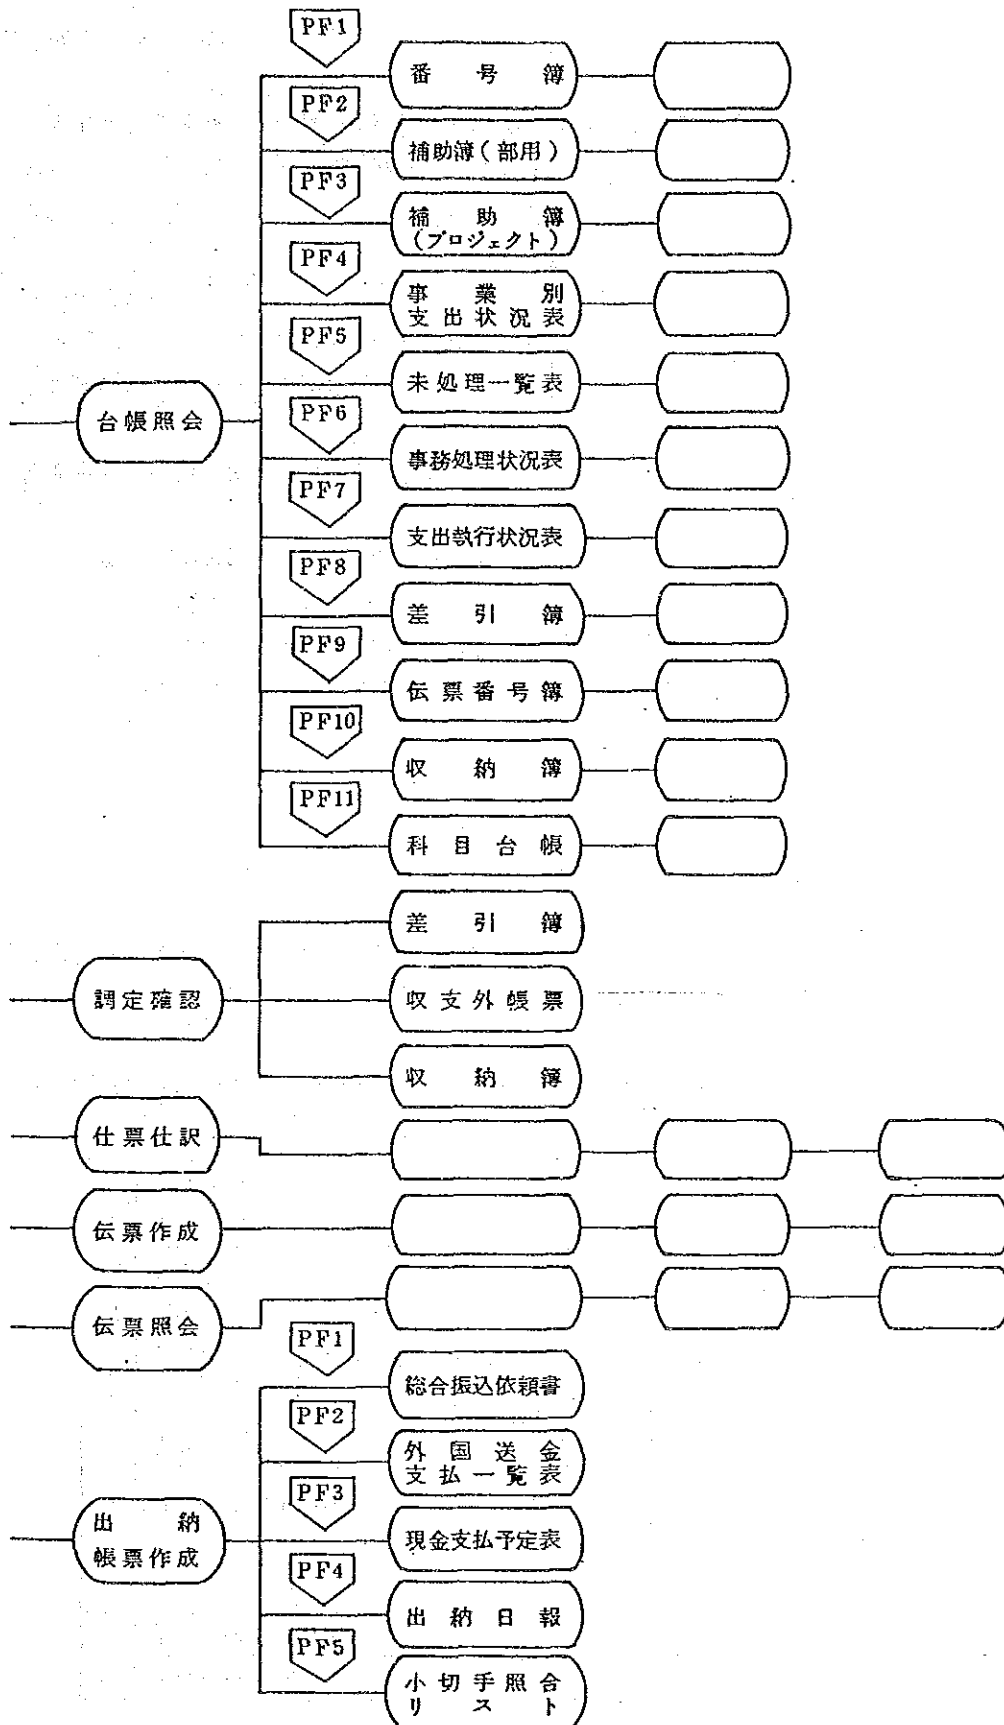 PF1
番号簿
PF2
補助簿（部用）
PF3
補助簿
（プロジェクト）
PF4
事業別
支出状況表
PF5
未処理一覧表
台帳照会
PF6
事務処理状況表
PF7
支出執行状況表
PF8
差引簿
PF9
伝票番号簿
PF10
収納簿
PF11
科目台帳
差引簿
調定確認
収支外帳票
収納簿
仕票仕訳
伝票作成
伝票照会
PF1
総合振込依頼書
PF2
外国送金
支払一覧表
PF3
出納
帳票作成
現金支払予定表
PF4
出納日報
PF5
小切手照合
リスト